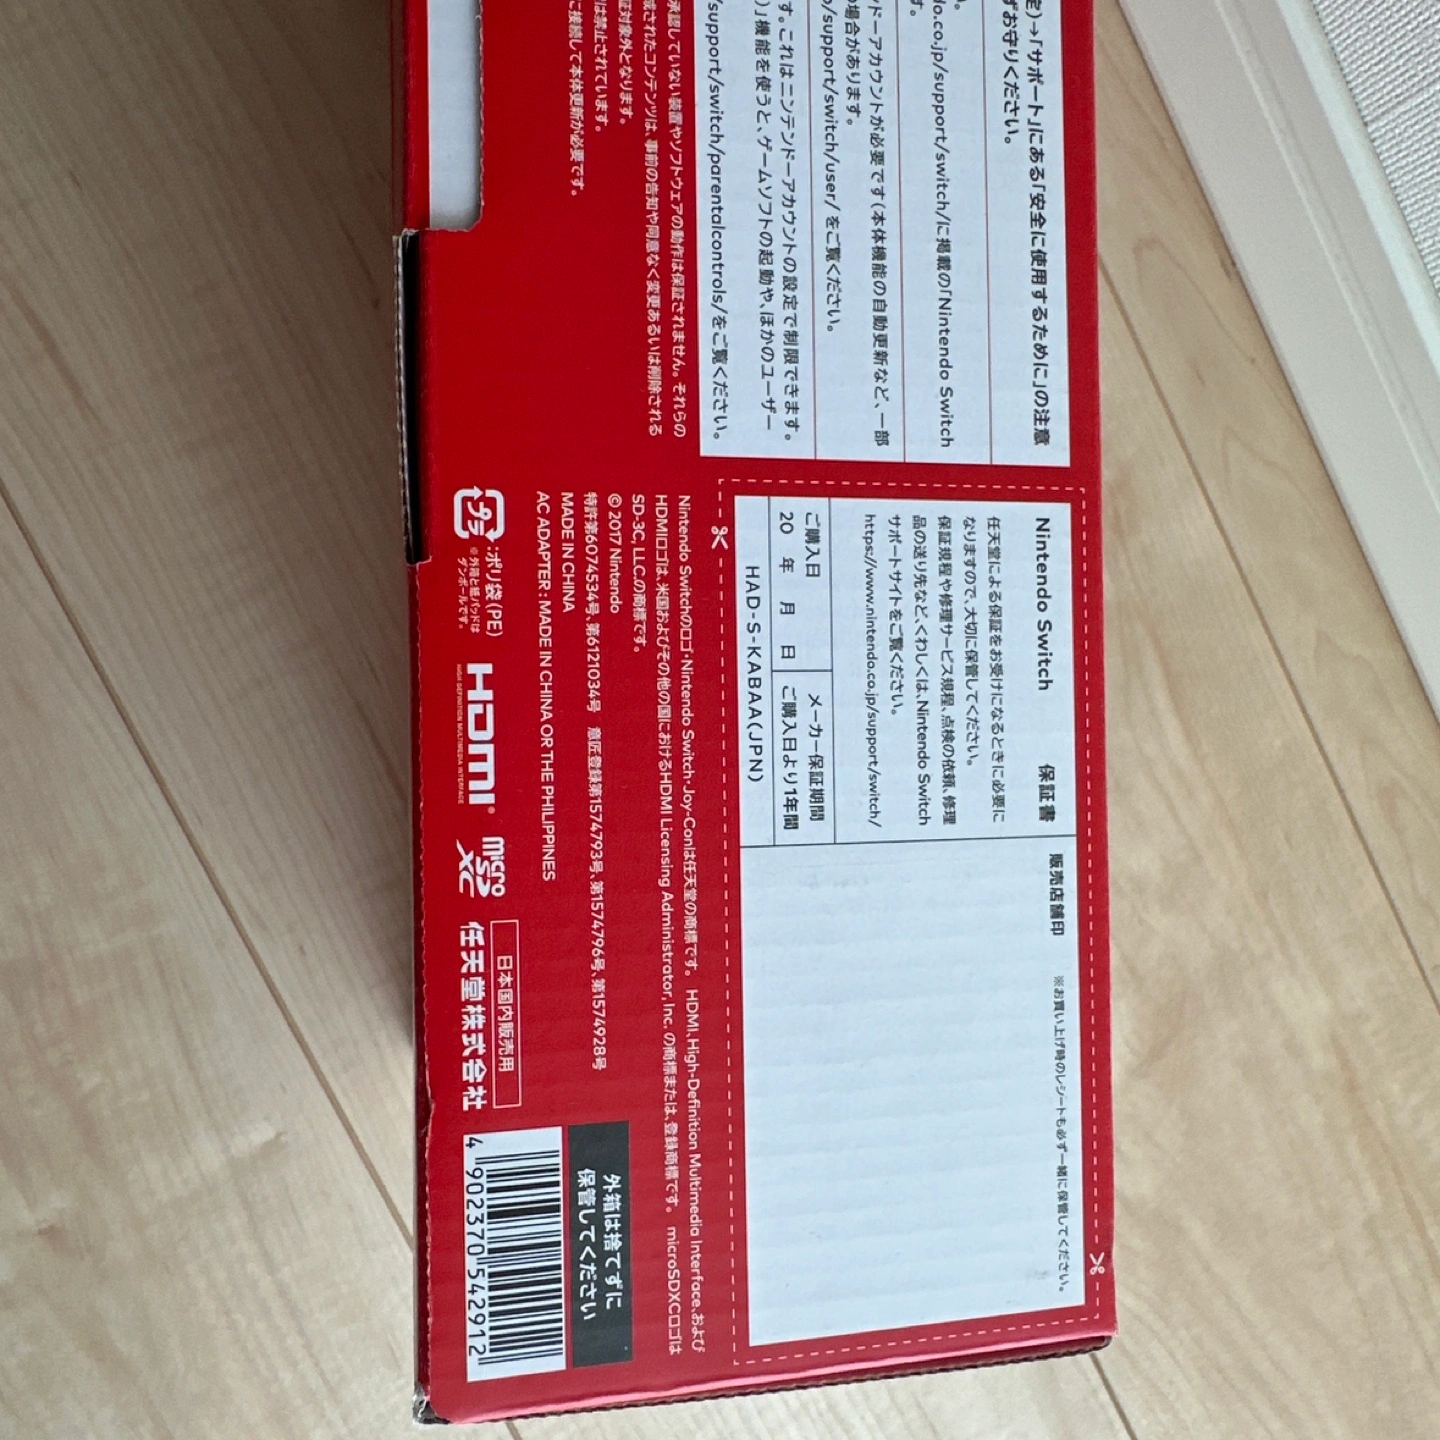 定)→「サポート」にある「安全に使用するために」の注意
ずお守りください。
do.co.jp/support/switch/に掲載の「Nintendo Switch
す。
ドーアカウントが必要です(本体機能の自動更新など、一部
の場合があります。
o/support/switch/user/ をご覧ください。
す。これはニンテンドーアカウントの設定で制限できます。
)」機能を使うと、ゲームソフトの起動や、ほかのユーザー
/support/switch/parentalcontrols/をご覧ください。
承認していない装置やソフトウェアの動作は保証されません。それらの
成されたコンテンツは、事前の告知や同意なく変更あるいは削除される
証対象外となります。
は禁止されています。
に接続して本体更新が必要です。
Nintendo Switch 保証書
任天堂による保証をお受けになるときに必要に
なりますので、大切に保管してください。
保証規程や修理サービス規程、点検の依頼、修理
品の送り先など、くわしくは、Nintendo Switch
サポートサイトをご覧ください。
https://www.nintendo.co.jp/support/switch/
ご購入日
20 年 月 日
メーカー保証期間
ご購入日より1年間
HAD-S-KABAA(JPN)
販売店舗印 ※お買い上げ時のレシートも必ず一緒に保管してください。
Nintendo Switchのロゴ・Nintendo Switch・Joy-Conは任天堂の商標です。 HDMI、High-Definition Multimedia Interface、および
HDMIロゴは、米国およびその他の国におけるHDMI Licensing Administrator, Inc. の商標または、登録商標です。 microSDXCロゴは
SD-3C, LLC.の商標です。
© 2017 Nintendo
特許第6074534号、第6121034号 意匠登録第1574793号、第1574796号、第1574928号
MADE IN CHINA
AC ADAPTER : MADE IN CHINA OR THE PHILIPPINES
プラ
:ポリ袋(PE)
※外箱と紙パッドは
ダンボールです。
HDMI®
HIGH DEFINITION MULTIMEDIA INTERFACE
micro
SD
XC
日本国内販売用
任天堂株式会社
外箱は捨てずに
保管してください
4 902370 542912